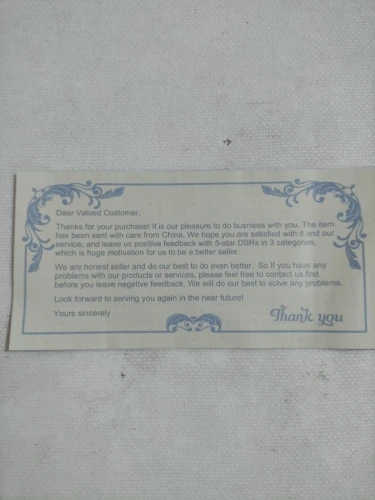 Dear Valued Customer,
Thanks for your purchase! It is our pleasure to do business with you. The item
has been sent with care from China. We hope you are satisfied with it and our
service, and leave us positive feedback with 5-star DSRs in 3 categories,
which is huge motivation for us to be a better seller.
We are honest seller and do our best to do even better. So If you have any
problems with our products or services, please feel free to contact us first
before you leave negative feedback, We will do our best to solve any problems.
Look forward to serving you again in the near future!
Yours sincerely
Thank you